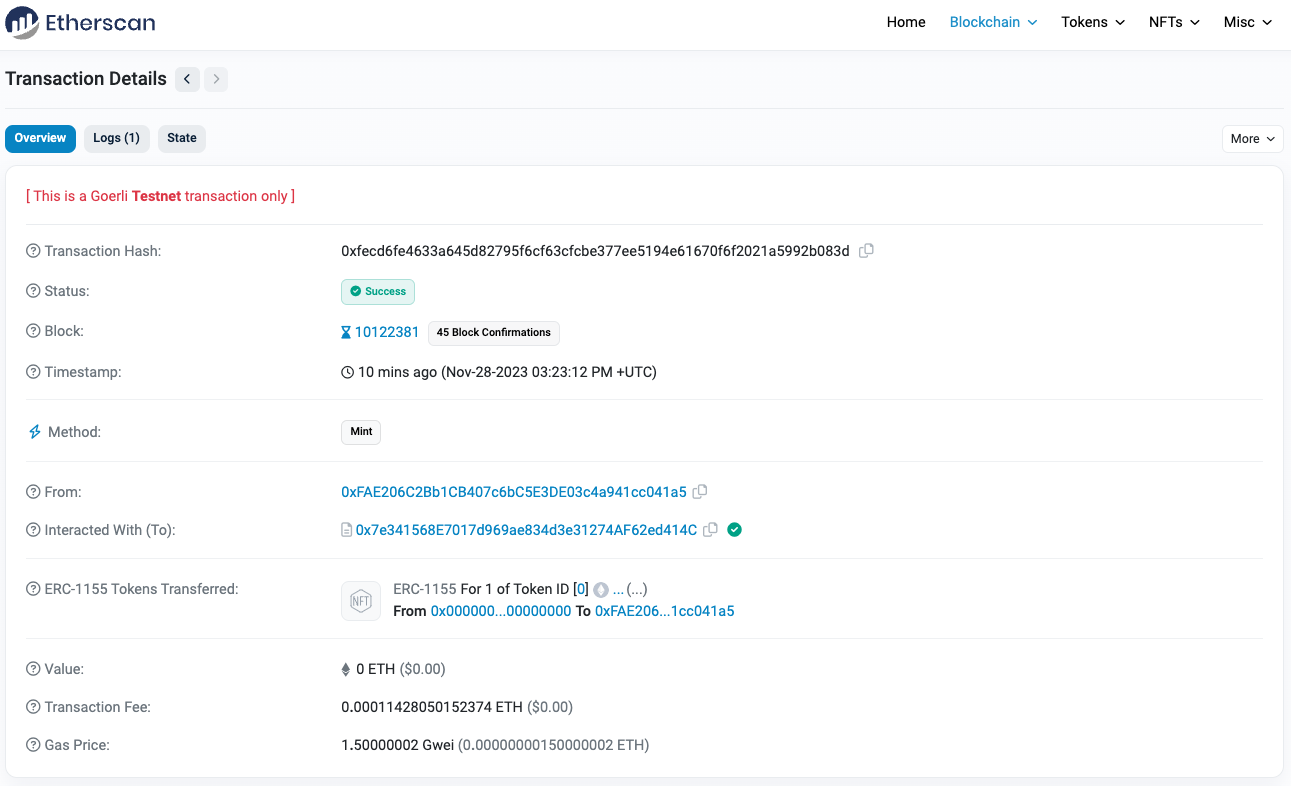 Etherscan
Home Blockchain Tokens NFTs Misc
Transaction Details
Overview Logs (1) State More
[ This is a Goerli Testnet transaction only ]
Transaction Hash: 0xfecd6fe4633a645d82795f6cf63cfcbe377ee5194e61670f6f2021a5992b083d
Status: Success
Block: 10122381 45 Block Confirmations
Timestamp: 10 mins ago (Nov-28-2023 03:23:12 PM +UTC)
Method: Mint
From: 0xFAE206C2Bb1CB407c6bC5E3DE03c4a941cc041a5
Interacted With (To): 0x7e341568E7017d969ae834d3e31274AF62ed414C
ERC-1155 Tokens Transferred: NFT ERC-1155 For 1 of Token ID [0] ... (...)
From 0x000000...00000000 To 0xFAE206...1cc041a5
Value: 0 ETH ($0.00)
Transaction Fee: 0.00011428050152374 ETH ($0.00)
Gas Price: 1.50000002 Gwei (0.00000000150000002 ETH)